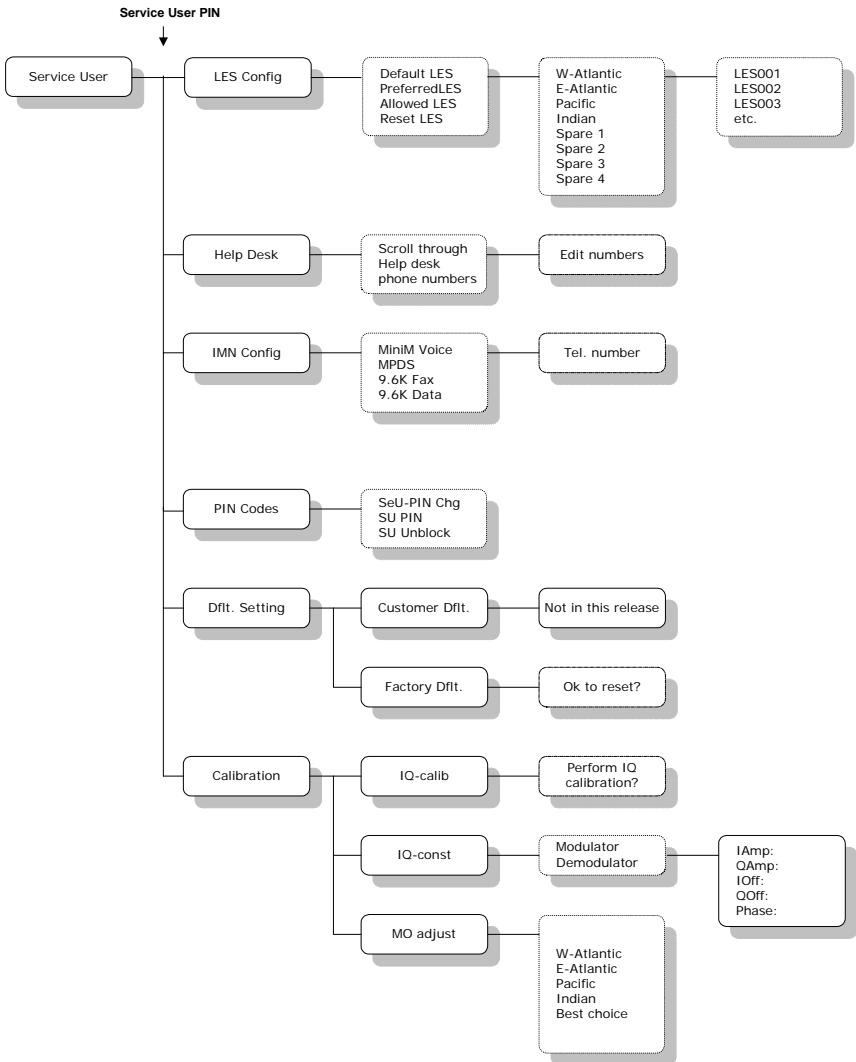 Service User PIN
Service User
LES Config
Default LES
PreferredLES
Allowed LES
Reset LES
W-Atlantic
E-Atlantic
Pacific
Indian
Spare 1
Spare 2
Spare 3
Spare 4
LES001
LES002
LES003
etc.
Help Desk
Scroll through
Help desk
phone numbers
Edit numbers
IMN Config
MiniM Voice
MPDS
9.6K Fax
9.6K Data
Tel. number
PIN Codes
SeU-PIN Chg
SU PIN
SU Unblock
Dflt. Setting
Customer Dflt.
Not in this release
Factory Dflt.
Ok to reset?
Calibration
IQ-calib
Perform IQ
calibration?
IQ-const
Modulator
Demodulator
IAmp:
QAmp:
IOff:
QOff:
Phase:
MO adjust
W-Atlantic
E-Atlantic
Pacific
Indian
Best choice